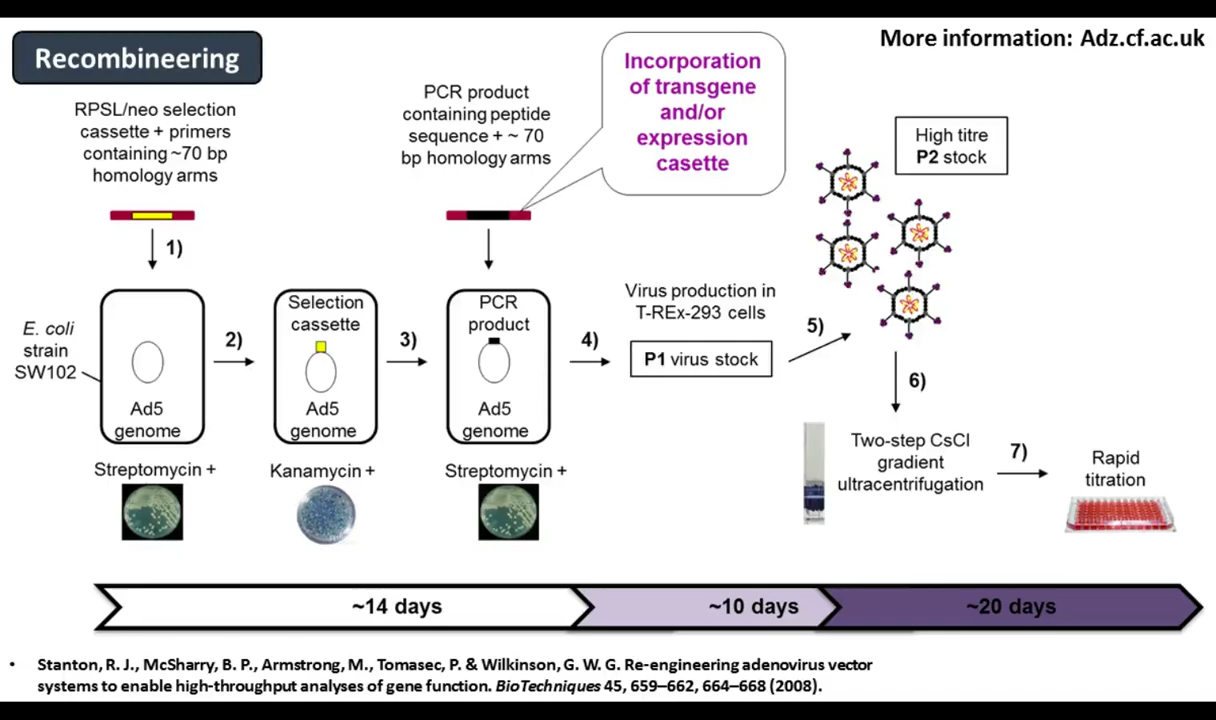 Recombineering
More information: Adz.cf.ac.uk
RPSL/neo selection
cassette + primers
containing ~70 bp
homology arms
PCR product
containing peptide
sequence + ~ 70
bp homology arms
Incorporation
of transgene
and/or
expression
casette
High titre
P2 stock
1)
E. coli
strain
SW102
Ad5
genome
Streptomycin +
2)
Selection
cassette
Ad5
genome
Kanamycin +
3)
PCR
product
Ad5
genome
Streptomycin +
4)
Virus production in
T-REx-293 cells
P1 virus stock
5)
6)
Two-step CsCl
gradient
ultracentrifugation
7)
Rapid
titration
~14 days
~10 days
~20 days
• Stanton, R. J., McSharry, B. P., Armstrong, M., Tomasec, P. & Wilkinson, G. W. G. Re-engineering adenovirus vector
systems to enable high-throughput analyses of gene function. BioTechniques 45, 659–662, 664–668 (2008).